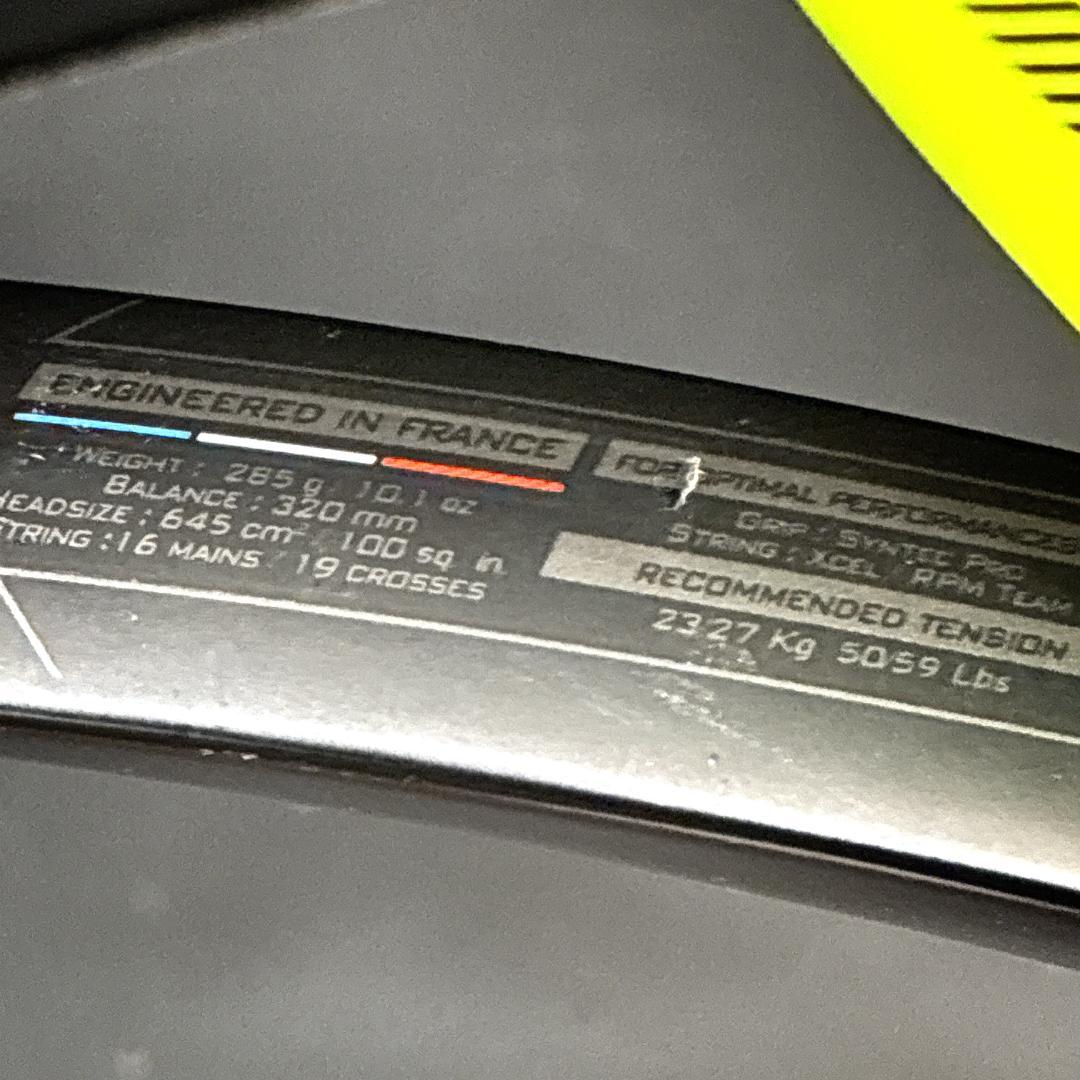 ENGINEERED IN FRANCE
WEIGHT : 285 g / 10.1 oz
BALANCE : 320 mm
HEADSIZE : 645 cm² / 100 sq. in.
STRING : 16 MAINS / 19 CROSSES
FOR OPTIMAL PERFORMANCES
GRIP : SYNTEC PRO
STRING : XCEL / RPM TEAM
RECOMMENDED TENSION
23 27 Kg 50 59 Lbs